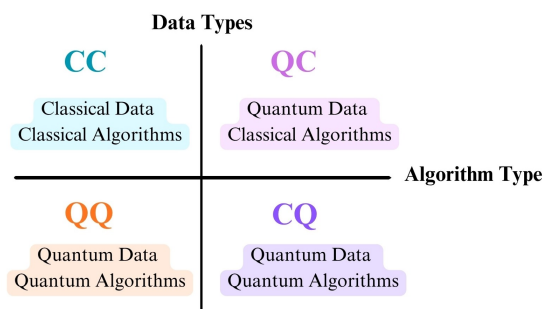 Data Types
CC
QC
Classical Data
Classical Algorithms
Quantum Data
Classical Algorithms
Algorithm Type
QQ
CQ
Quantum Data
Quantum Algorithms
Quantum Data
Quantum Algorithms